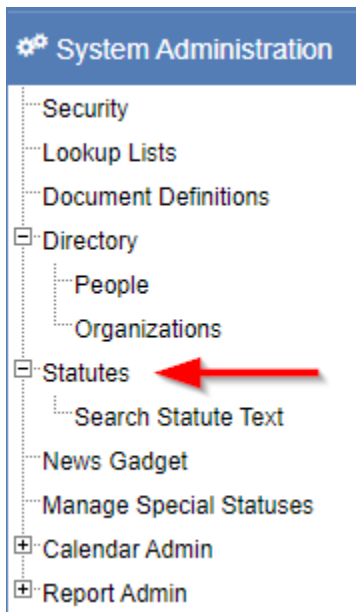 System Administration
Security
Lookup Lists
Document Definitions
Directory
People
Organizations
Statutes
Search Statute Text
News Gadget
Manage Special Statuses
Calendar Admin
Report Admin